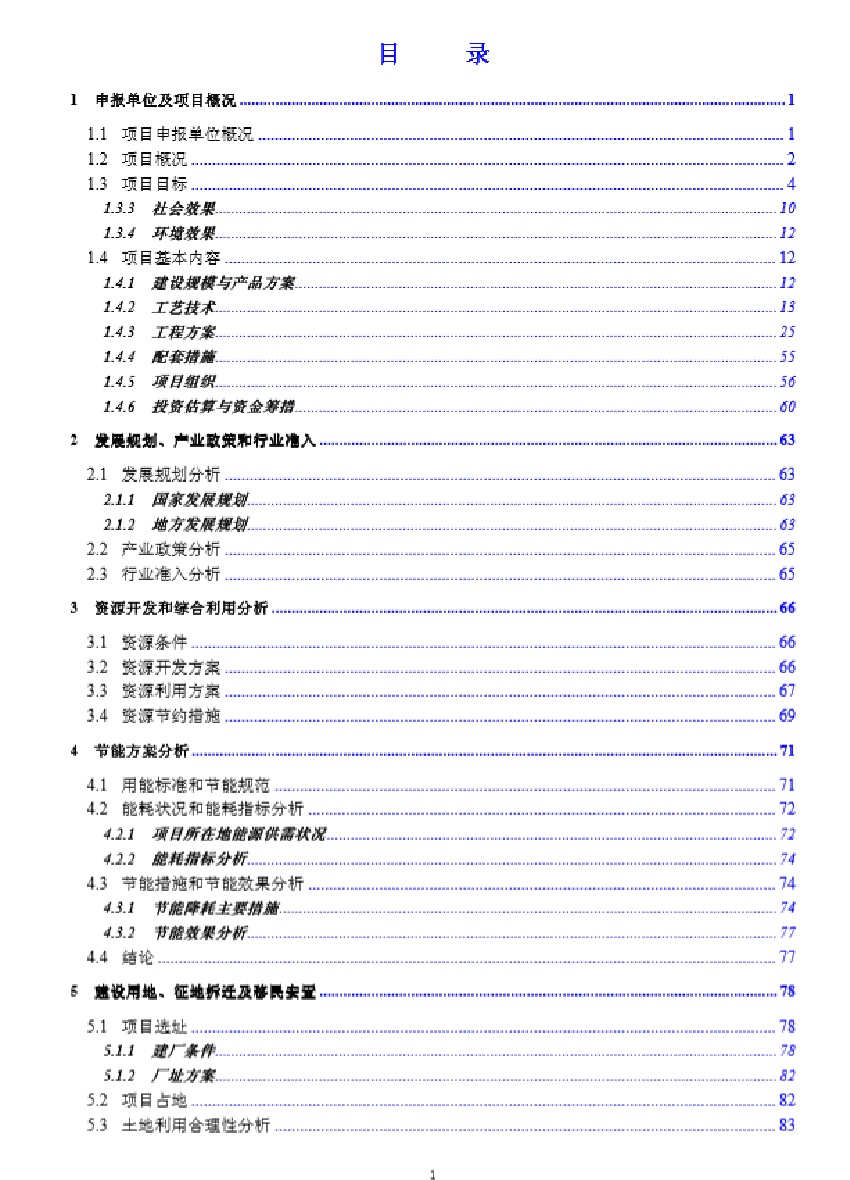 目 录
1 申报单位及项目概况 1
1.1 项目申报单位概况 1
1.2 项目概况 2
1.3 项目目标 4
1.3.3 社会效果 10
1.3.4 环境效果 12
1.4 项目基本内容 12
1.4.1 建设规模与产品方案 12
1.4.2 工艺技术 13
1.4.3 工程方案 25
1.4.4 配套措施 55
1.4.5 项目组织 56
1.4.6 投资估算与资金筹措 60
2 发展规划、产业政策和行业准入 63
2.1 发展规划分析 63
2.1.1 国家发展规划 63
2.1.2 地方发展规划 63
2.2 产业政策分析 65
2.3 行业准入分析 65
3 资源开发和综合利用分析 66
3.1 资源条件 66
3.2 资源开发方案 66
3.3 资源利用方案 67
3.4 资源节约措施 69
4 节能方案分析 71
4.1 用能标准和节能规范 71
4.2 能耗状况和能耗指标分析 72
4.2.1 项目所在地能源供需状况 72
4.2.2 能耗指标分析 74
4.3 节能措施和节能效果分析 74
4.3.1 节能降耗主要措施 74
4.3.2 节能效果分析 77
4.4 结论 77
5 建设用地、征地拆迁及移民安置 78
5.1 项目选址 78
5.1.1 建厂条件 78
5.1.2 厂址方案 82
5.2 项目占地 82
5.3 土地利用合理性分析 83
1